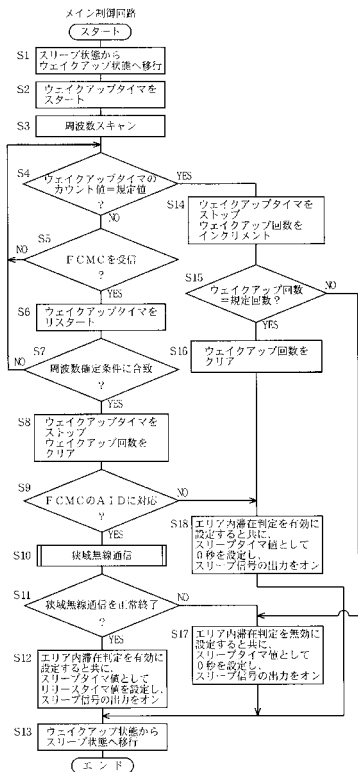 メイン制御回路
スタート
S1
スリープ状態から
ウェイクアップ状態へ移行
S2
ウェイクアップタイマを
スタート
S3
周波数スキャン
S4
ウェイクアップタイマの
カウント値=規定値
?
YES
NO
S14
ウェイクアップタイマを
ストップ
ウェイクアップ回数を
インクリメント
S5
FCMCを受信
?
NO
YES
S15
ウェイクアップ回数
=規定回数?
NO
YES
S6
ウェイクアップタイマを
リスタート
S16
ウェイクアップ回数を
クリア
S7
周波数確定条件に合致
?
NO
YES
S8
ウェイクアップタイマを
ストップ
ウェイクアップ回数を
クリア
S9
FCMCのAIDに対応
?
NO
YES
S18
エリア内滞在判定を有効に
設定すると共に、
スリープタイマ値として
0秒を設定し、
スリープ信号の出力をオン
S10
狭域無線通信
S11
狭域無線通信を正常終了
?
NO
YES
S17
エリア内滞在判定を無効に
設定すると共に、
スリープタイマ値として
0秒を設定し、
スリープ信号の出力をオン
S12
エリア内滞在判定を有効に
設定すると共に、
スリープタイマ値として
リリースタイマ値を設定し、
スリープ信号の出力をオン
S13
ウェイクアップ状態から
スリープ状態へ移行
エンド